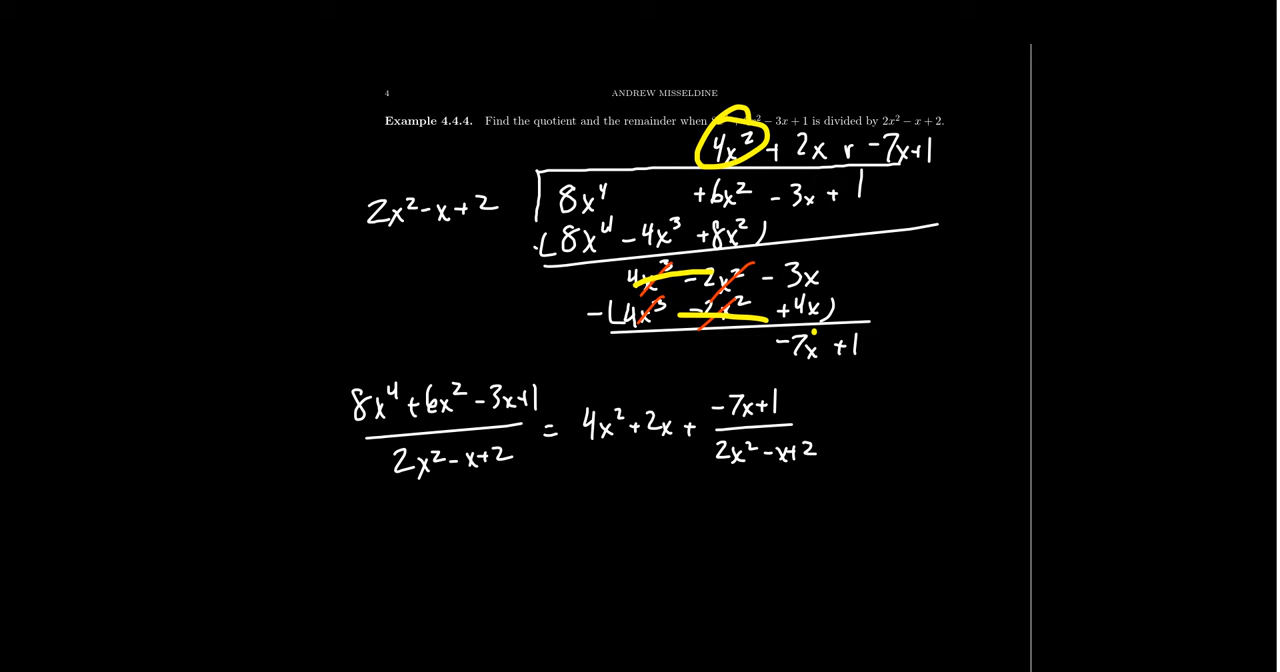 4 ANDREW MISSELDINE
Example 4.4.4. Find the quotient and the remainder when 6x² − 3x + 1 is divided by 2x² − x + 2.
4x² + 2x r -7x+1
2x² - x + 2 8x⁴ +6x² - 3x + 1
-(8x⁴ - 4x³ +8x²)
4x³ -2x² - 3x
-(4x³ -2x² +4x)
-7x +1
8x⁴ + 6x² - 3x+1 / 2x² - x+2 = 4x² + 2x + -7x+1 / 2x² - x+2